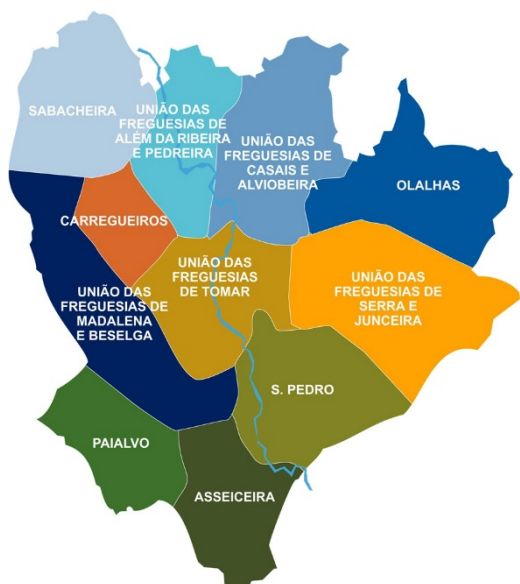 SABACHEIRA
UNIÃO DAS
FREGUESIAS DE
ALÉM DA RIBEIRA
E PEDREIRA
UNIÃO DAS
FREGUESIAS DE
CASAIS E
ALVIOBEIRA
OLALHAS
CARREGUEIROS
UNIÃO DAS
FREGUESIAS
DE TOMAR
UNIÃO DAS
FREGUESIAS DE
SERRA E
JUNCEIRA
UNIÃO DAS
FREGUESIAS DE
MADALENA
E BESELGA
S. PEDRO
PAIALVO
ASSEICEIRA